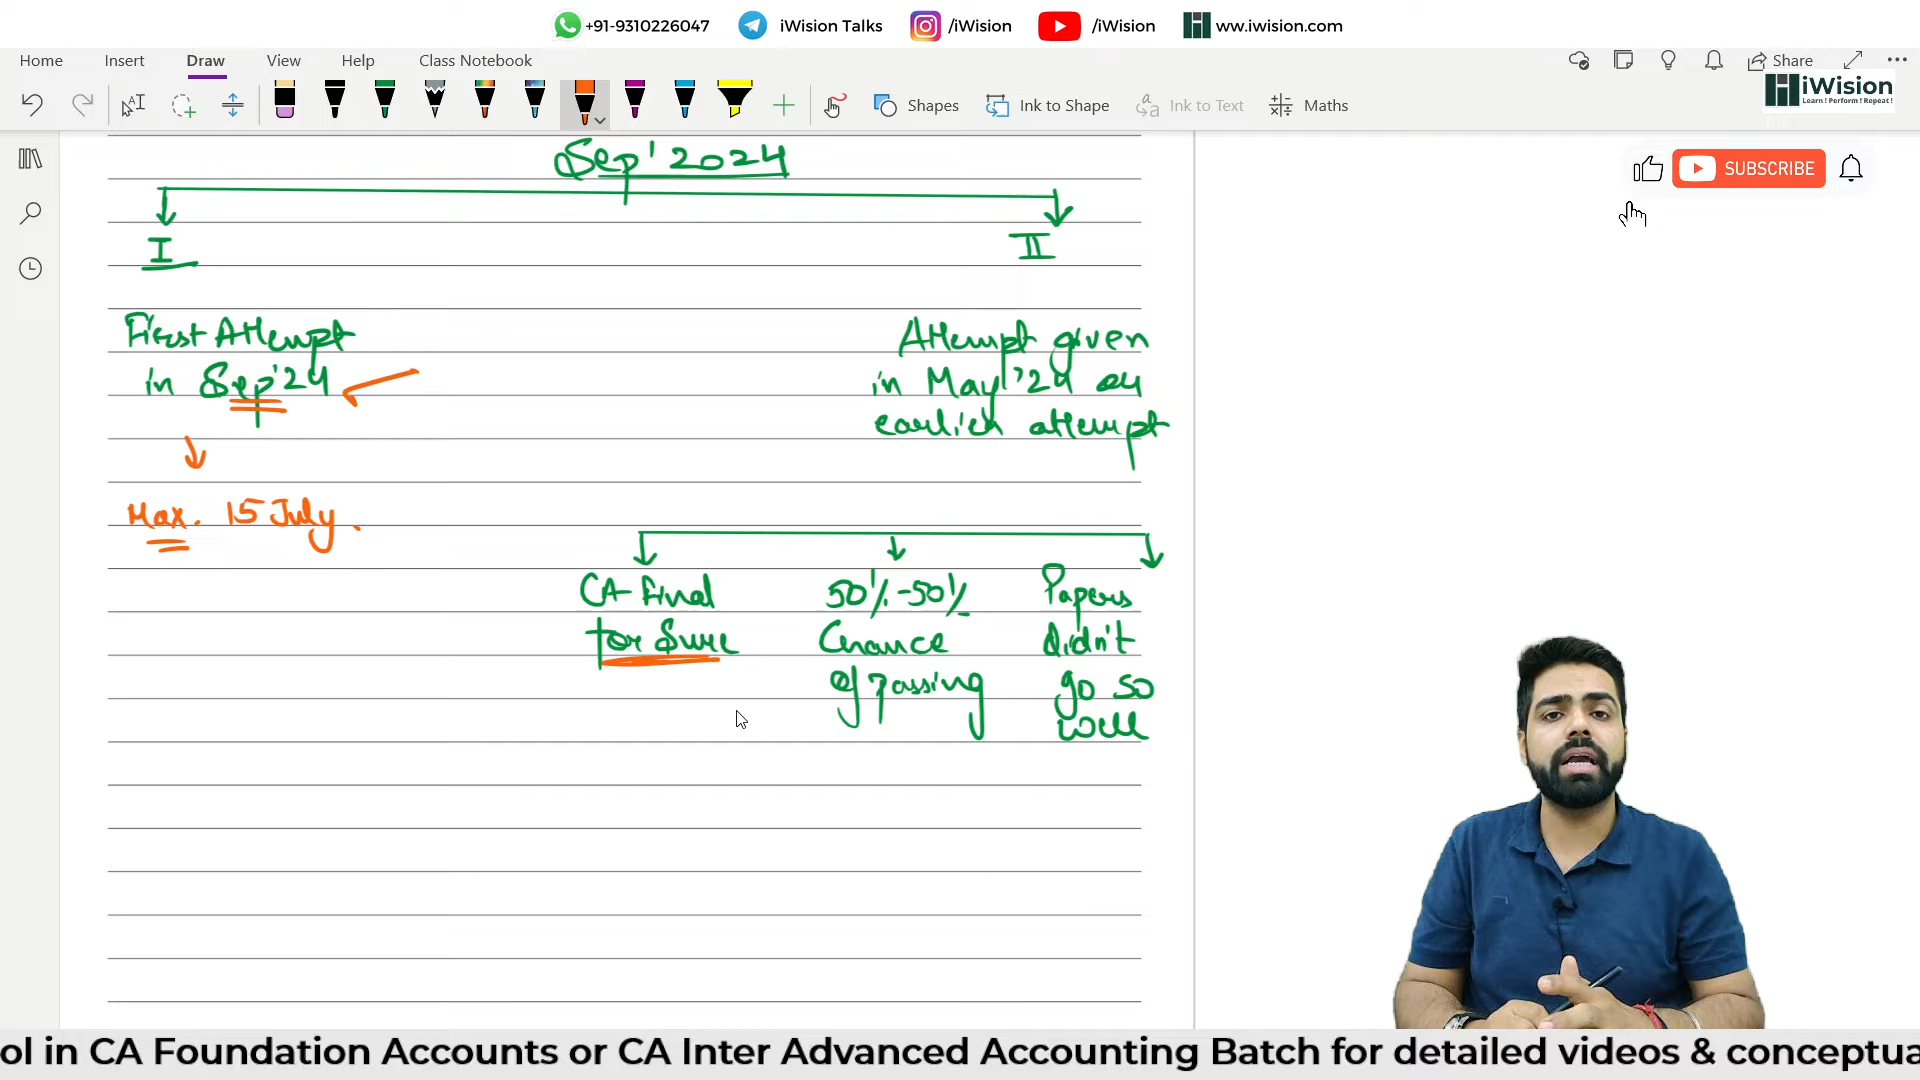 +91-9310226047 iWision Talks /iWision /iWision ww.iwision.com
Home Insert Draw View Help Class Notebook Share
Shapes Ink to Shape Ink to Text Maths
iWision
Learn ! Perform ! Repeat !
SUBSCRIBE
Sep' 2024
I II
First Attempt
in Sep'24
Max. 15 July.
Attempt given
in May '24 or
earlier attempt
CA Final
for Sure
50%-50%
Chance
of passing
Papers
didn't
go so
well
ol in CA Foundation Accounts or CA Inter Advanced Accounting Batch for detailed videos & conceptua